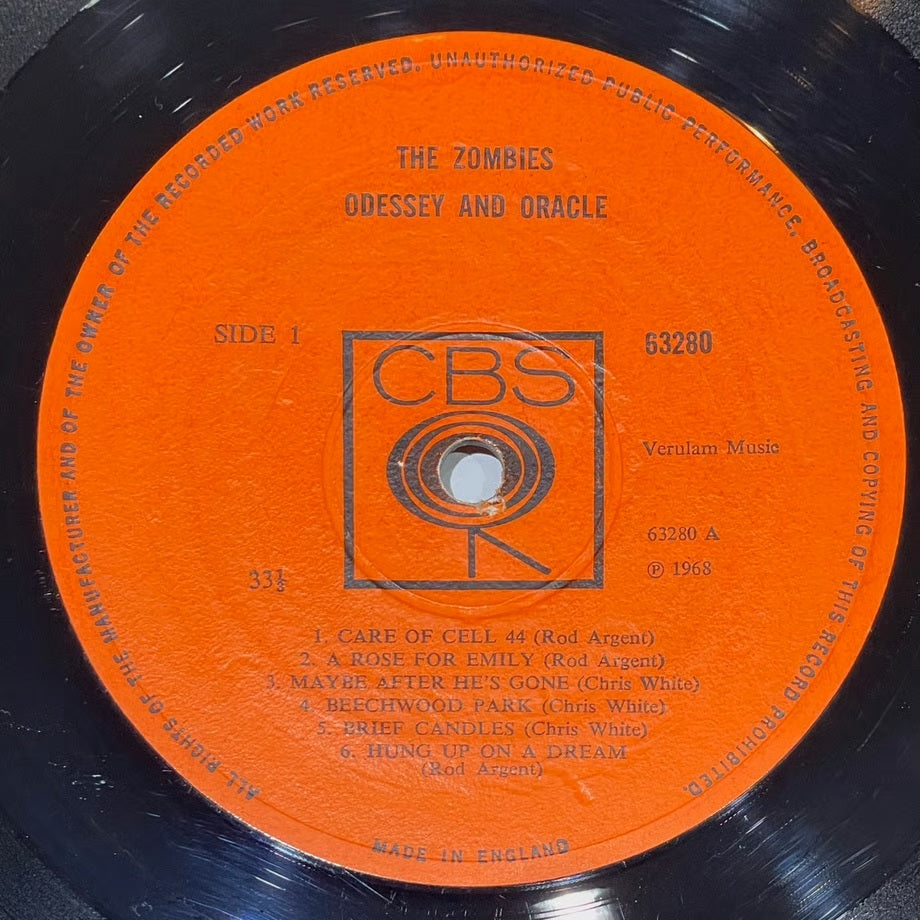 ALL RIGHTS OF THE MANUFACTURER AND OF THE OWNER OF THE RECORDED WORK RESERVED. UNAUTHORIZED PUBLIC PERFORMANCE, BROADCASTING AND COPYING OF THIS RECORD PROHIBITED.
THE ZOMBIES
ODESSEY AND ORACLE
SIDE 1
CBS
63280
Verulam Music
63280 A
℗ 1968
33⅓
1. CARE OF CELL 44 (Rod Argent)
2. A ROSE FOR EMILY (Rod Argent)
3. MAYBE AFTER HE'S GONE (Chris White)
4. BEECHWOOD PARK (Chris White)
5. BRIEF CANDLES (Chris White)
6. HUNG UP ON A DREAM
(Rod Argent)
MADE IN ENGLAND